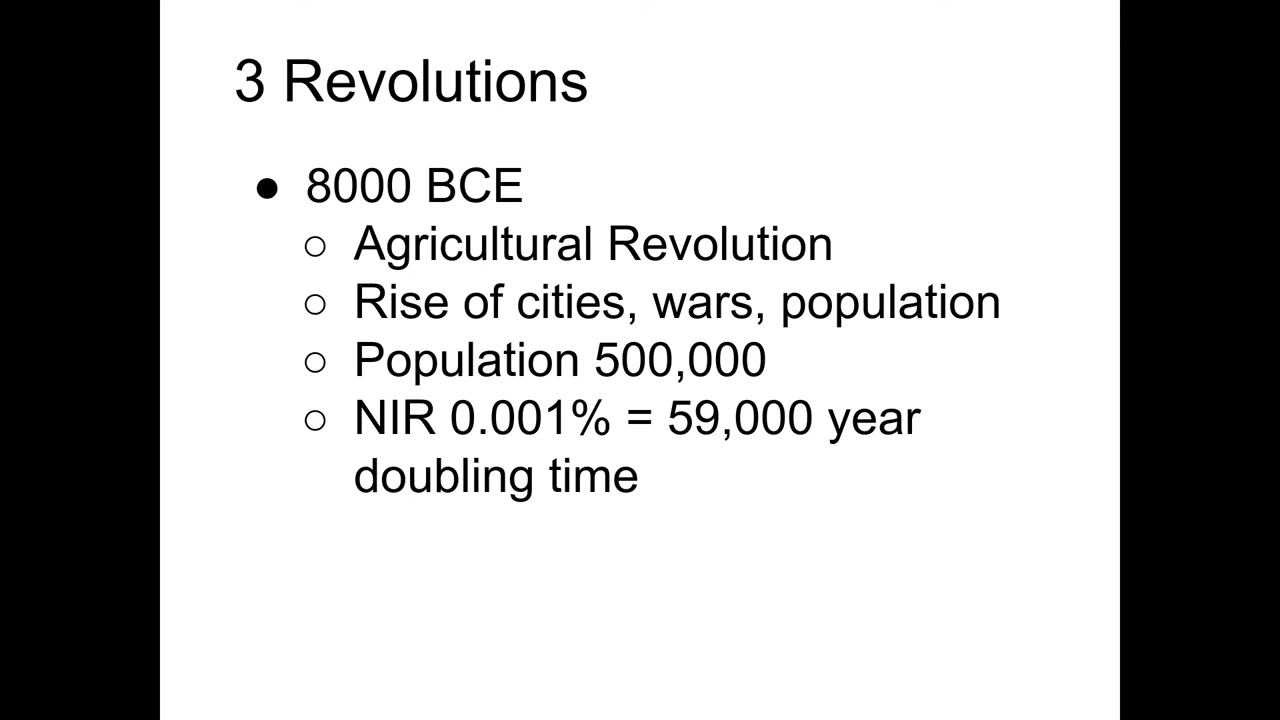 3 Revolutions
● 8000 BCE
○ Agricultural Revolution
○ Rise of cities, wars, population
○ Population 500,000
○ NIR 0.001% = 59,000 year
doubling time